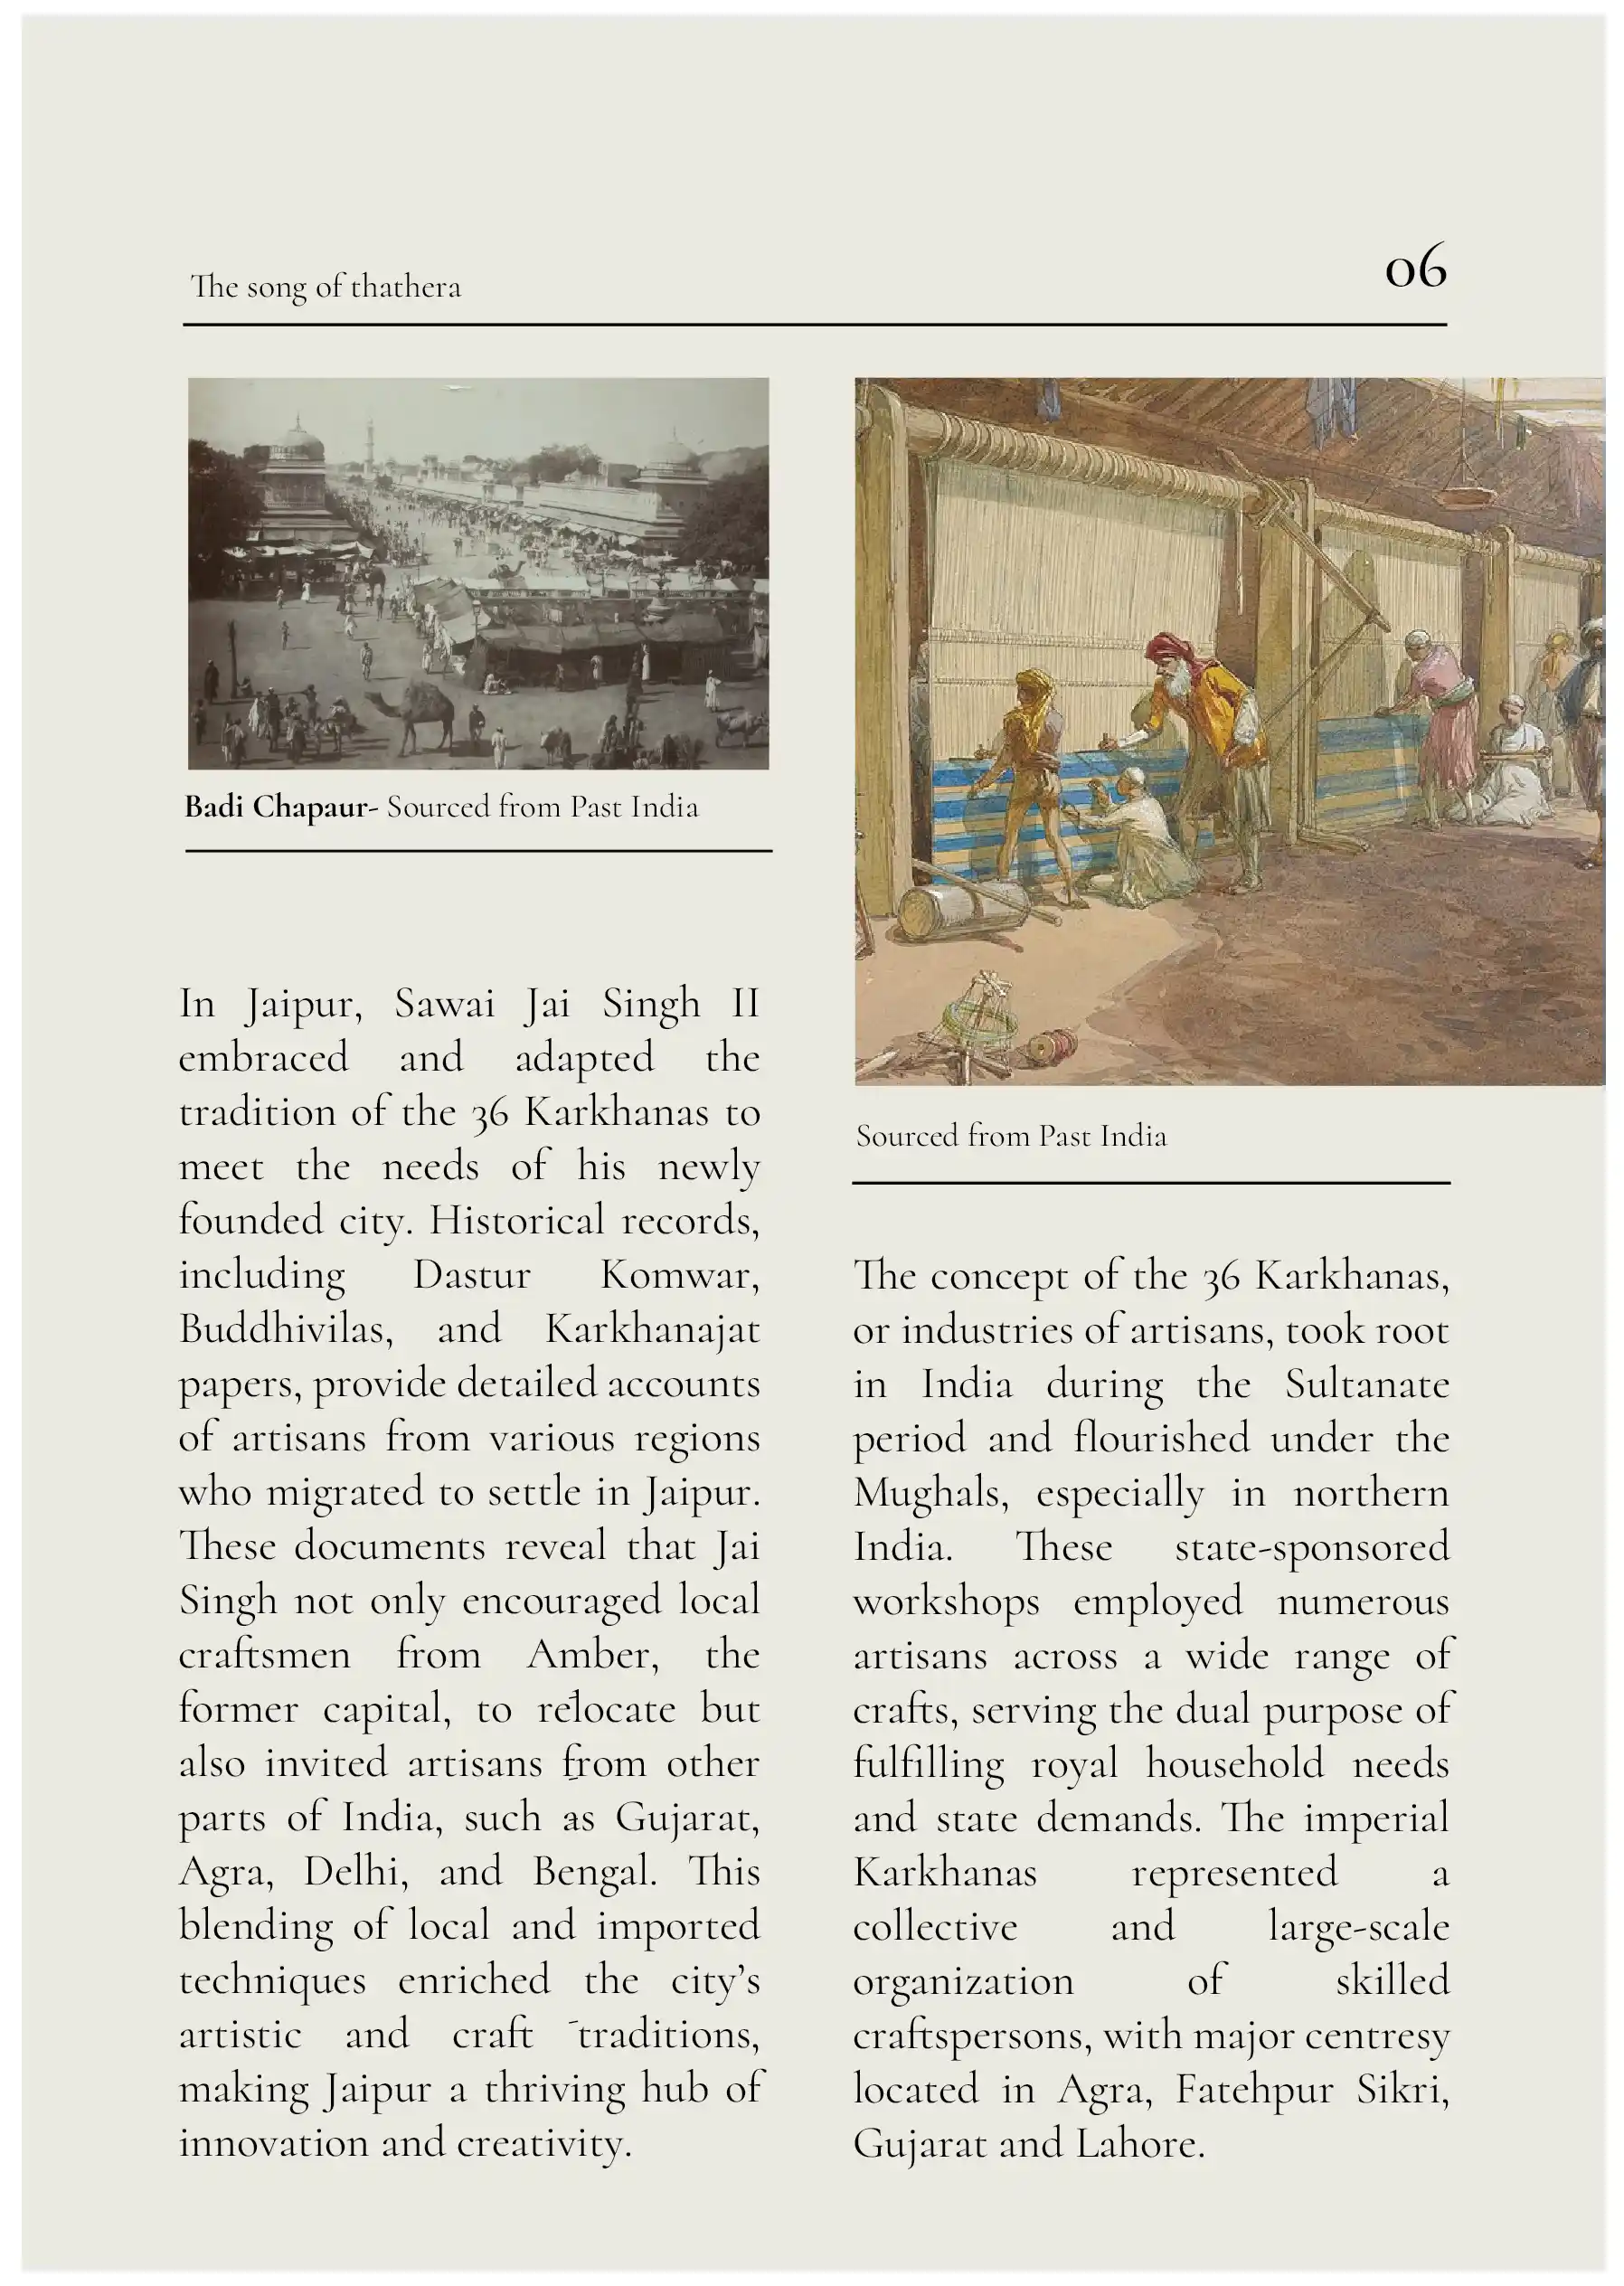 The song of thathera
06
Badi Chapaur- Sourced from Past India
In Jaipur, Sawai Jai Singh II
embraced and adapted the
tradition of the 36 Karkhanas to
meet the needs of his newly
founded city. Historical records,
including Dastur Komwar,
Buddhivilas, and Karkhanajat
papers, provide detailed accounts
of artisans from various regions
who migrated to settle in Jaipur.
These documents reveal that Jai
Singh not only encouraged local
craftsmen from Amber, the
former capital, to relocate but
also invited artisans from other
parts of India, such as Gujarat,
Agra, Delhi, and Bengal. This
blending of local and imported
techniques enriched the city’s
artistic and craft traditions,
making Jaipur a thriving hub of
innovation and creativity.
Sourced from Past India
The concept of the 36 Karkhanas,
or industries of artisans, took root
in India during the Sultanate
period and flourished under the
Mughals, especially in northern
India. These state-sponsored
workshops employed numerous
artisans across a wide range of
crafts, serving the dual purpose of
fulfilling royal household needs
and state demands. The imperial
Karkhanas represented a
collective and large-scale
organization of skilled
craftspersons, with major centresy
located in Agra, Fatehpur Sikri,
Gujarat and Lahore.